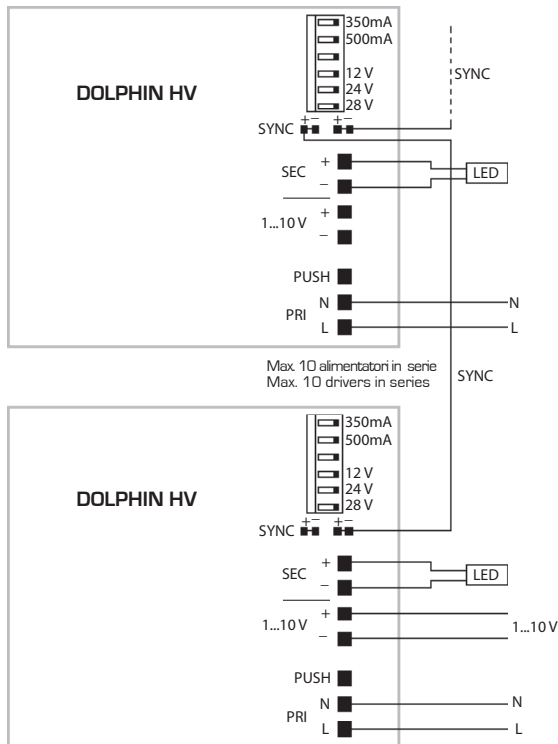 350mA
500mA
12 V
24 V
28 V
SYNC
DOLPHIN HV
+ − + −
SYNC
SEC + LED
−
1...10 V +
−
PUSH
PRI N N
L L
Max. 10 alimentatori in serie
Max. 10 drivers in series
SYNC
350mA
500mA
12 V
24 V
28 V
DOLPHIN HV
+ − + −
SYNC
SEC + LED
−
1...10 V + 1...10 V
−
PUSH
PRI N N
L L